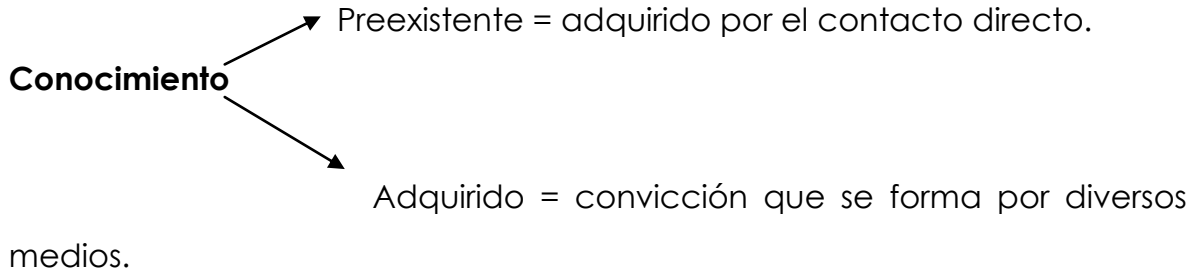 Preexistente = adquirido por el contacto directo.
Conocimiento
Adquirido = convicción que se forma por diversos
medios.